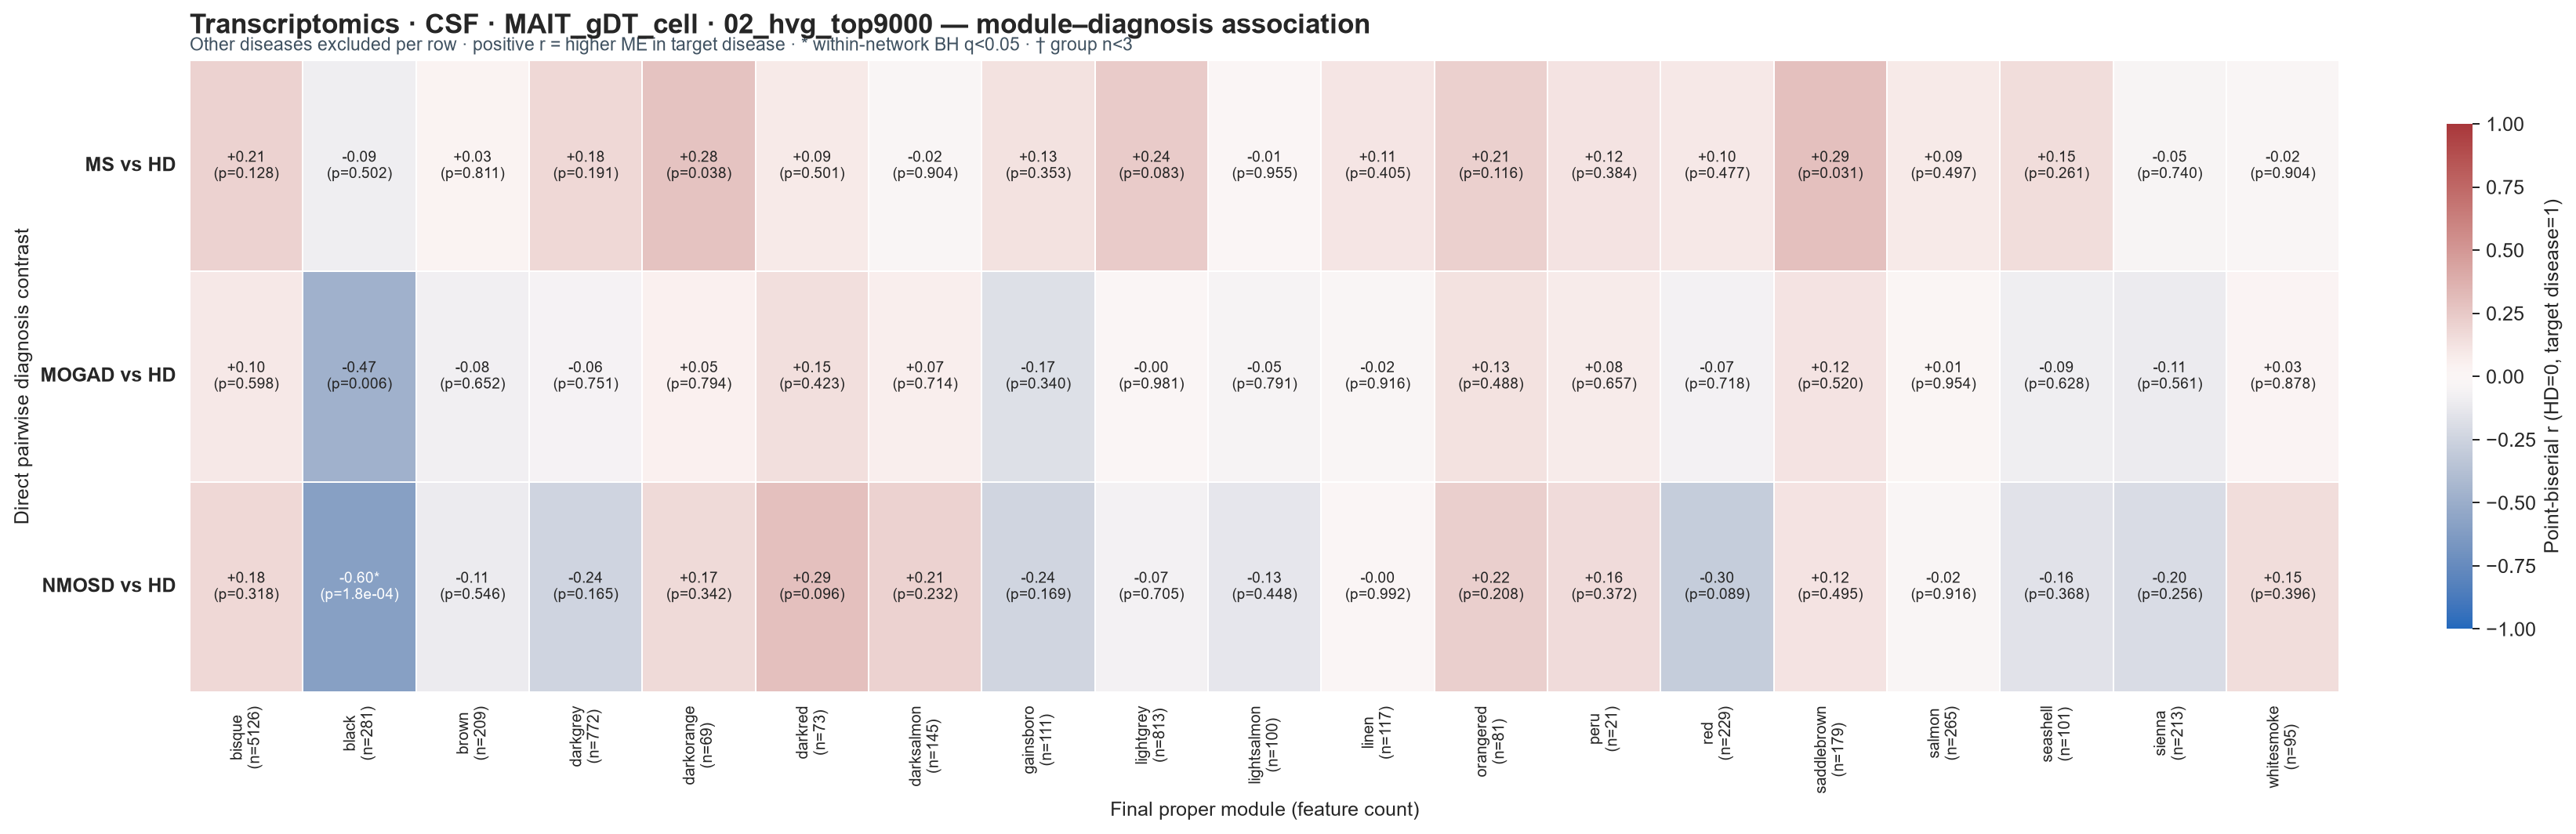 Transcriptomics · CSF · MAIT_gDT_cell · 02_hvg_top9000 — module–diagnosis association
Other diseases excluded per row · positive r = higher ME in target disease · * within-network BH q<0.05 · † group n<3
Direct pairwise diagnosis contrast
MS vs HD
+0.21 -0.09 +0.03 +0.18 +0.28 +0.09 -0.02 +0.13 +0.24 -0.01 +0.11 +0.21 +0.12 +0.10 +0.29 +0.09 +0.15 -0.05 -0.02
(p=0.128) (p=0.502) (p=0.811) (p=0.191) (p=0.038) (p=0.501) (p=0.904) (p=0.353) (p=0.083) (p=0.955) (p=0.405) (p=0.116) (p=0.384) (p=0.477) (p=0.031) (p=0.497) (p=0.261) (p=0.740) (p=0.904)
MOGAD vs HD
+0.10 -0.47 -0.08 -0.06 +0.05 +0.15 +0.07 -0.17 -0.00 -0.05 -0.02 +0.13 +0.08 -0.07 +0.12 +0.01 -0.09 -0.11 +0.03
(p=0.598) (p=0.006) (p=0.652) (p=0.751) (p=0.794) (p=0.423) (p=0.714) (p=0.340) (p=0.981) (p=0.791) (p=0.916) (p=0.488) (p=0.657) (p=0.718) (p=0.520) (p=0.954) (p=0.628) (p=0.561) (p=0.878)
NMOSD vs HD
+0.18 -0.60* -0.11 -0.24 +0.17 +0.29 +0.21 -0.24 -0.07 -0.13 -0.00 +0.22 +0.16 -0.30 +0.12 -0.02 -0.16 -0.20 +0.15
(p=0.318) (p=1.8e-04) (p=0.546) (p=0.165) (p=0.342) (p=0.096) (p=0.232) (p=0.169) (p=0.705) (p=0.448) (p=0.992) (p=0.208) (p=0.372) (p=0.089) (p=0.495) (p=0.916) (p=0.368) (p=0.256) (p=0.396)
bisque
(n=5126)
black
(n=281)
brown
(n=209)
darkgrey
(n=772)
darkorange
(n=69)
darkred
(n=73)
darksalmon
(n=145)
gainsboro
(n=111)
lightgrey
(n=813)
lightsalmon
(n=100)
linen
(n=117)
orangered
(n=81)
peru
(n=21)
red
(n=229)
saddlebrown
(n=179)
salmon
(n=265)
seashell
(n=101)
sienna
(n=213)
whitesmoke
(n=95)
Final proper module (feature count)
1.00
0.75
0.50
0.25
0.00
−0.25
−0.50
−0.75
−1.00
Point-biserial r (HD=0, target disease=1)